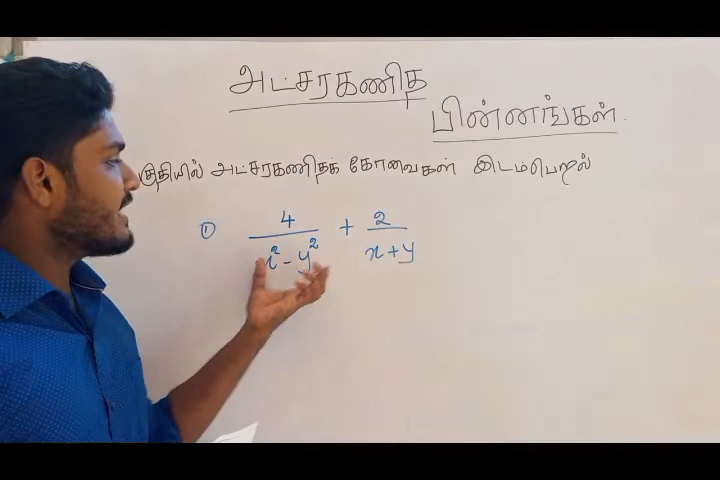 அட்சரகணித
பின்னங்கள்.
குதியில் அட்சரகணிதக் கோவைகள் இடம்பெறல்
① 4/(x² - y²) + 2/(x + y)